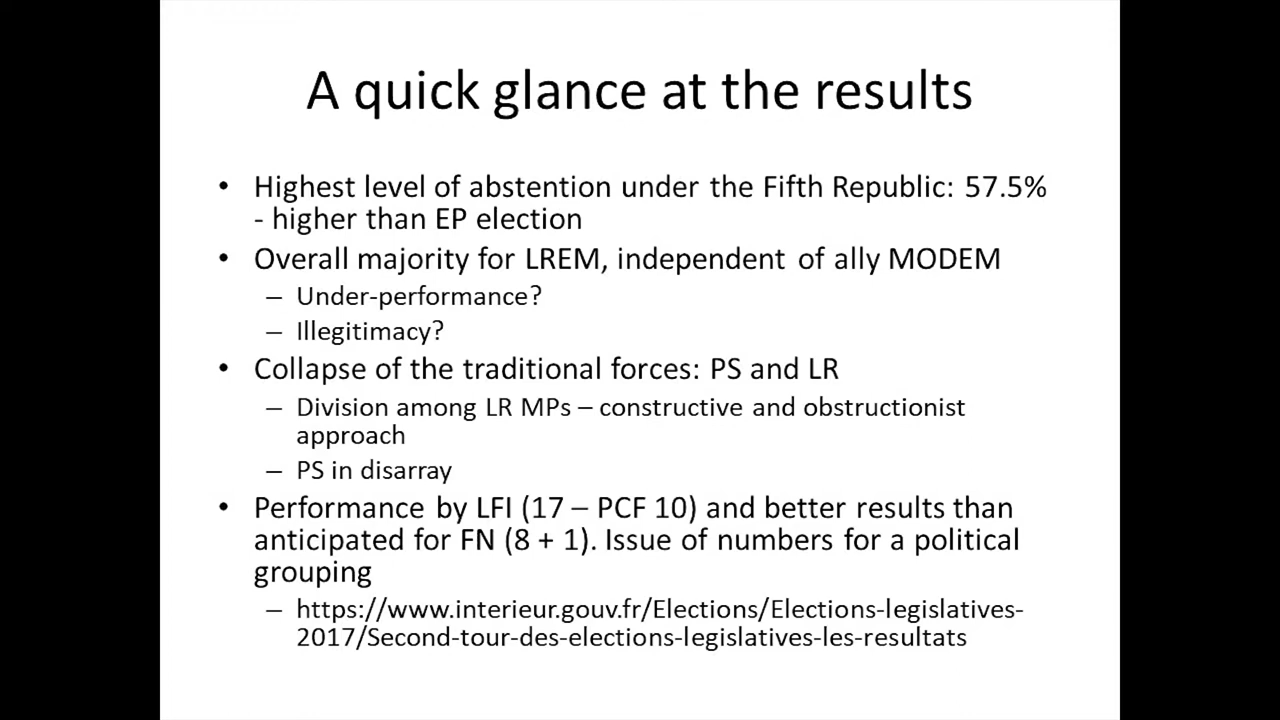 A quick glance at the results
• Highest level of abstention under the Fifth Republic: 57.5%
- higher than EP election
• Overall majority for LREM, independent of ally MODEM
– Under-performance?
– Illegitimacy?
• Collapse of the traditional forces: PS and LR
– Division among LR MPs – constructive and obstructionist
approach
– PS in disarray
• Performance by LFI (17 – PCF 10) and better results than
anticipated for FN (8 + 1). Issue of numbers for a political
grouping
– https://www.interieur.gouv.fr/Elections/Elections-legislatives-
2017/Second-tour-des-elections-legislatives-les-resultats